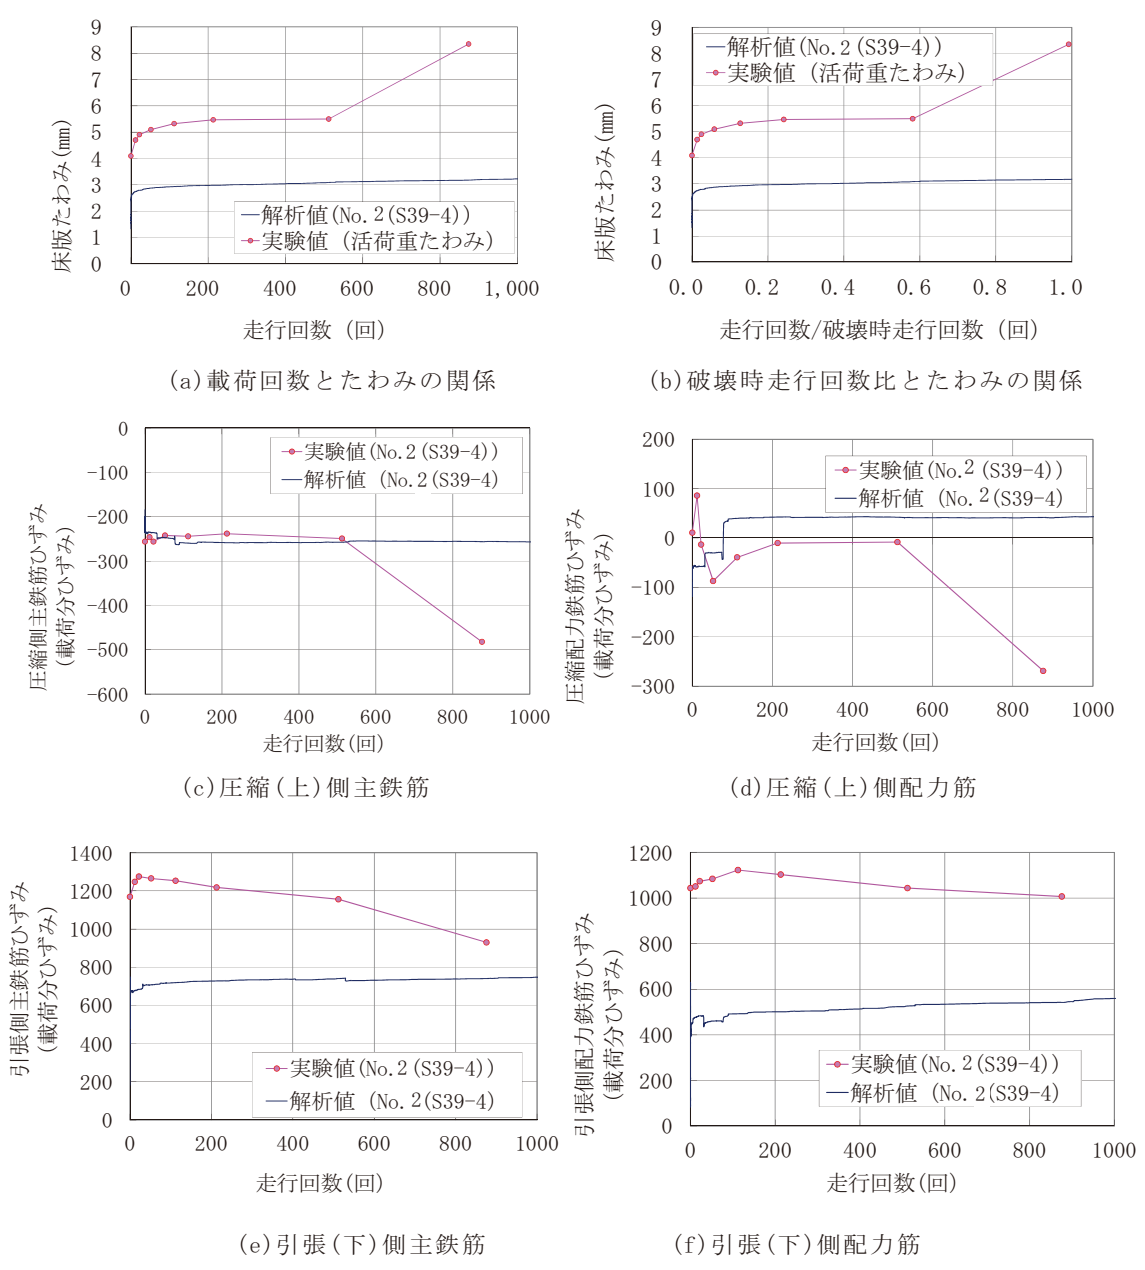 9
8
7
6
5
4
3
2
1
0
床版たわみ(mm)
解析値(No.2(S39-4))
実験値 (活荷重たわみ)
0 200 400 600 800 1,000
走行回数 (回)
(a)載荷回数とたわみの関係
9
8
7
6
5
4
3
2
1
0
床版たわみ(mm)
解析値(No.2(S39-4))
実験値 (活荷重たわみ)
0.0 0.2 0.4 0.6 0.8 1.0
走行回数/破壊時走行回数 (回)
(b)破壊時走行回数比とたわみの関係
0
-100
-200
-300
-400
-500
-600
圧縮側主鉄筋ひずみ
(載荷分ひずみ)
実験値(No.2(S39-4))
解析値 (No.2(S39-4)
0 200 400 600 800 1000
走行回数(回)
(c)圧縮(上)側主鉄筋
200
100
0
-100
-200
-300
圧縮配力鉄筋ひずみ
(載荷分ひずみ)
実験値(No.2 (S39-4))
解析値 (No.2(S39-4)
0 200 400 600 800 1000
走行回数(回)
(d)圧縮(上)側配力筋
1400
1200
1000
800
600
400
200
0
引張側主鉄筋ひずみ
(載荷分ひずみ)
実験値(No.2(S39-4))
解析値 (No.2(S39-4)
0 200 400 600 800 1000
走行回数(回)
(e)引張(下)側主鉄筋
1200
1000
800
600
400
200
0
引張側配力鉄筋ひずみ
(載荷分ひずみ)
実験値(No.2(S39-4))
解析値 (No.2(S39-4)
0 200 400 600 800 1000
走行回数(回)
(f)引張(下)側配力筋